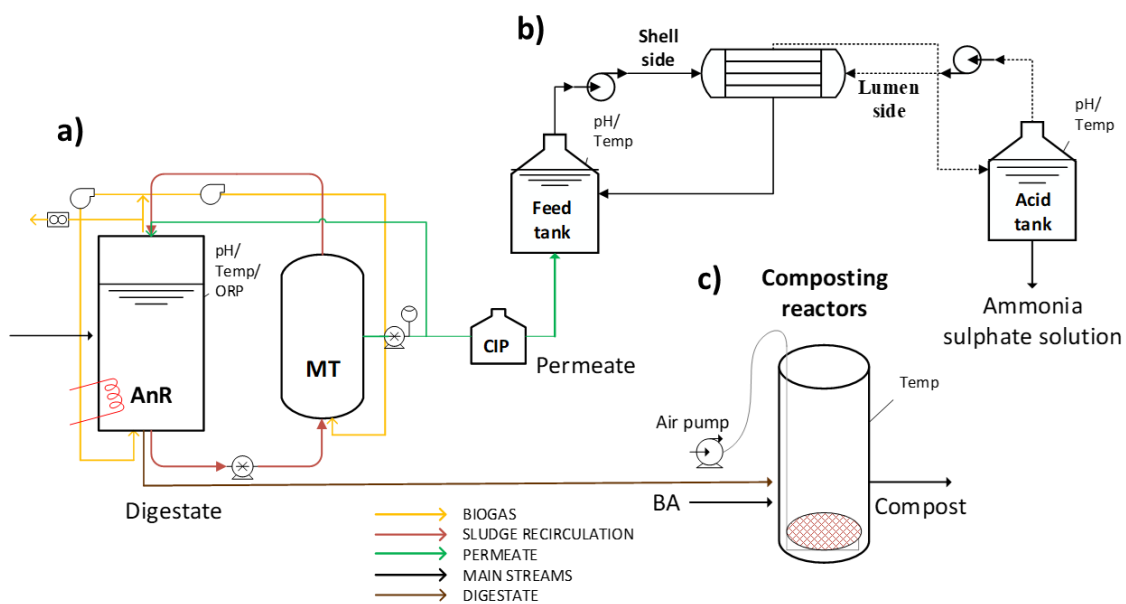 a)
pH/
Temp/
ORP
AnR
MT
CIP
Permeate
Digestate
b)
Shell
side
Lumen
side
pH/
Temp
Feed
tank
pH/
Temp
Acid
tank
Ammonia
sulphate solution
c)
Composting
reactors
Temp
Air pump
BA
Compost
BIOGAS
SLUDGE RECIRCULATION
PERMEATE
MAIN STREAMS
DIGESTATE